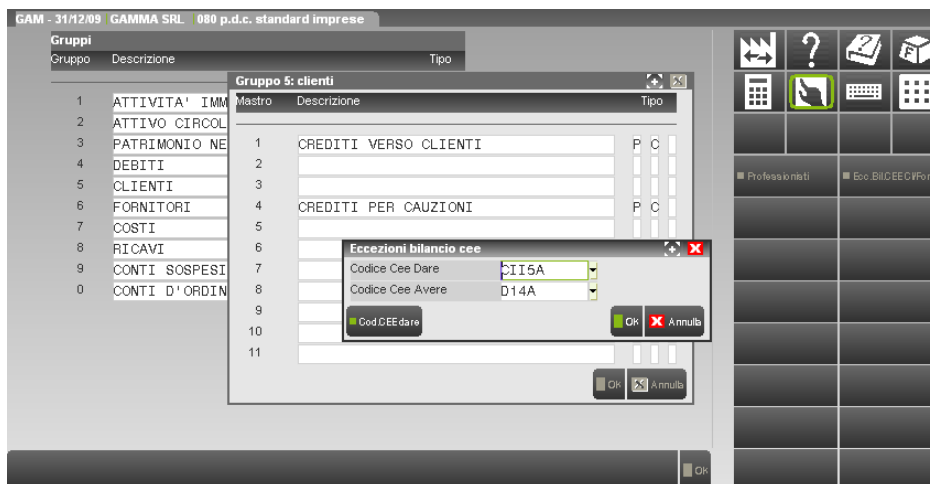 GAM - 31/12/09 GAMMA SRL 080 p.d.c. standard imprese
Gruppi
Gruppo Descrizione Tipo
1 ATTIVITA' IMM
2 ATTIVO CIRCOL
3 PATRIMONIO NE
4 DEBITI
5 CLIENTI
6 FORNITORI
7 COSTI
8 RICAVI
9 CONTI SOSPESI
0 CONTI D'ORDIN
Gruppo 5: clienti
Mastro Descrizione Tipo
1 CREDITI VERSO CLIENTI P C
2
3
4 CREDITI PER CAUZIONI P C
5
6
7
8
9
10
11
Ok Annulla
Eccezioni bilancio cee
Codice Cee Dare CII5A
Codice Cee Avere D14A
Cod.CEE dare Ok Annulla
Professionisti
Ok